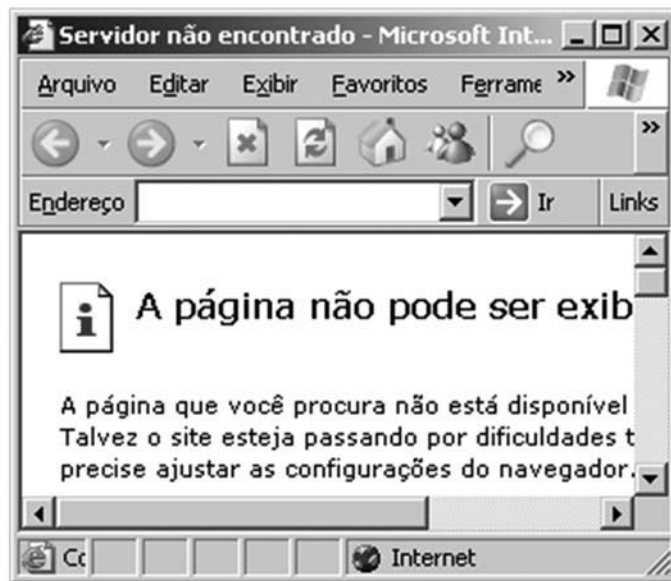 Servidor não encontrado - Microsoft Int...
Arquivo Editar Exibir Favoritos Ferrame »
»
Endereço Ir Links
A página não pode ser exib
A página que você procura não está disponível
Talvez o site esteja passando por dificuldades t
precise ajustar as configurações do navegador.
Cc Internet